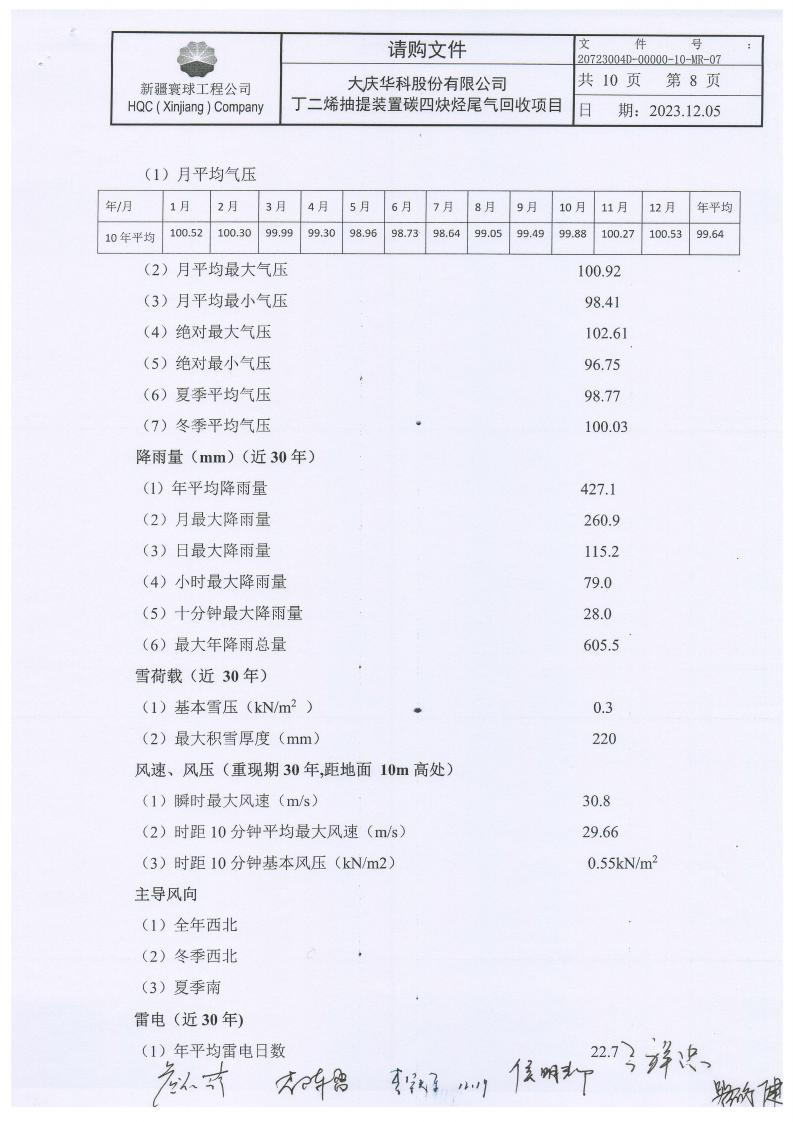 新疆寰球工程公司
HQC ( Xinjiang ) Company
请购文件
大庆华科股份有限公司
丁二烯抽提装置碳四炔烃尾气回收项目
文 件 号 :
20723004D-00000-10-MR-07
共 10 页 第 8 页
日 期: 2023.12.05
（1）月平均气压
年/月 1月 2月 3月 4月 5月 6月 7月 8月 9月 10月 11月 12月 年平均
10年平均 100.52 100.30 99.99 99.30 98.96 98.73 98.64 99.05 99.49 99.88 100.27 100.53 99.64
（2）月平均最大气压 100.92
（3）月平均最小气压 98.41
（4）绝对最大气压 102.61
（5）绝对最小气压 96.75
（6）夏季平均气压 98.77
（7）冬季平均气压 100.03
降雨量（mm）（近 30 年）
（1）年平均降雨量 427.1
（2）月最大降雨量 260.9
（3）日最大降雨量 115.2
（4）小时最大降雨量 79.0
（5）十分钟最大降雨量 28.0
（6）最大年降雨总量 605.5
雪荷载（近 30 年）
（1）基本雪压（kN/m² ） 0.3
（2）最大积雪厚度（mm） 220
风速、风压（重现期 30 年,距地面 10m 高处）
（1）瞬时最大风速（m/s） 30.8
（2）时距 10 分钟平均最大风速（m/s） 29.66
（3）时距 10 分钟基本风压（kN/m2） 0.55kN/m²
主导风向
（1）全年西北
（2）冬季西北
（3）夏季南
雷电（近 30 年)
（1）年平均雷电日数 22.7